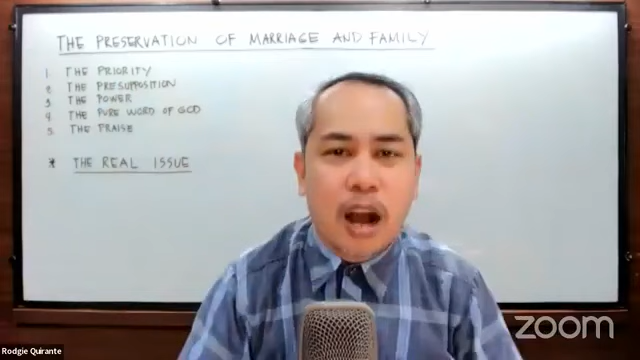 THE PRESERVATION OF MARRIAGE AND FAMILY
1. THE PRIORITY
2 THE PRESUPPOSITION
3 THE POWER
4 THE PURE WORD OF GOD
5. THE PRAISE
* THE REAL ISSUE
zoom
Rodgie Quirante